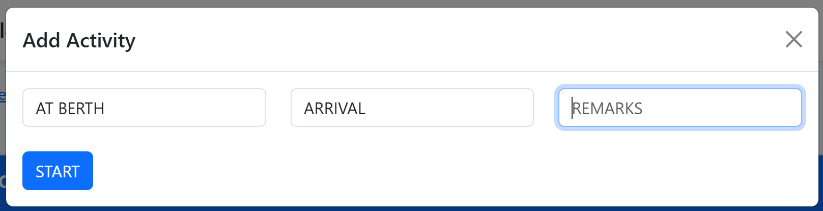 Add Activity
AT BERTH
ARRIVAL
REMARKS
START